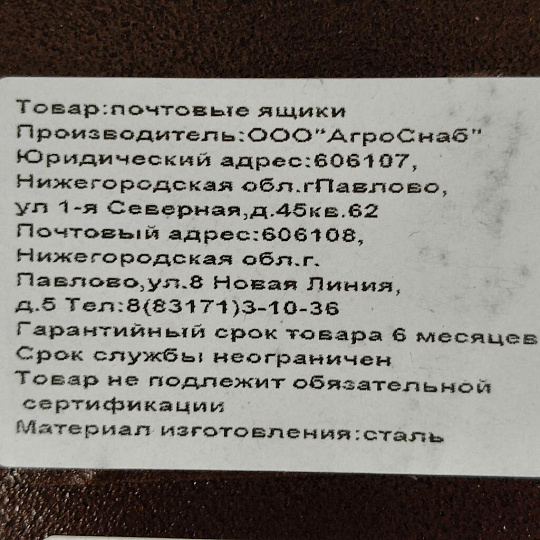 Товар:почтовые ящики
Производитель:ООО"АгроСнаб"
Юридический адрес:606107,
Нижегородская обл.гПавлово,
ул 1-я Северная,д.45кв.62
Почтовый адрес:606108,
Нижегородская обл.г.
Павлово,ул.8 Новая Линия,
д.5 Тел:8(83171)3-10-36
Гарантийный срок товара 6 месяцев
Срок службы неограничен
Товар не подлежит обязательной
сертификации
Материал изготовления:сталь